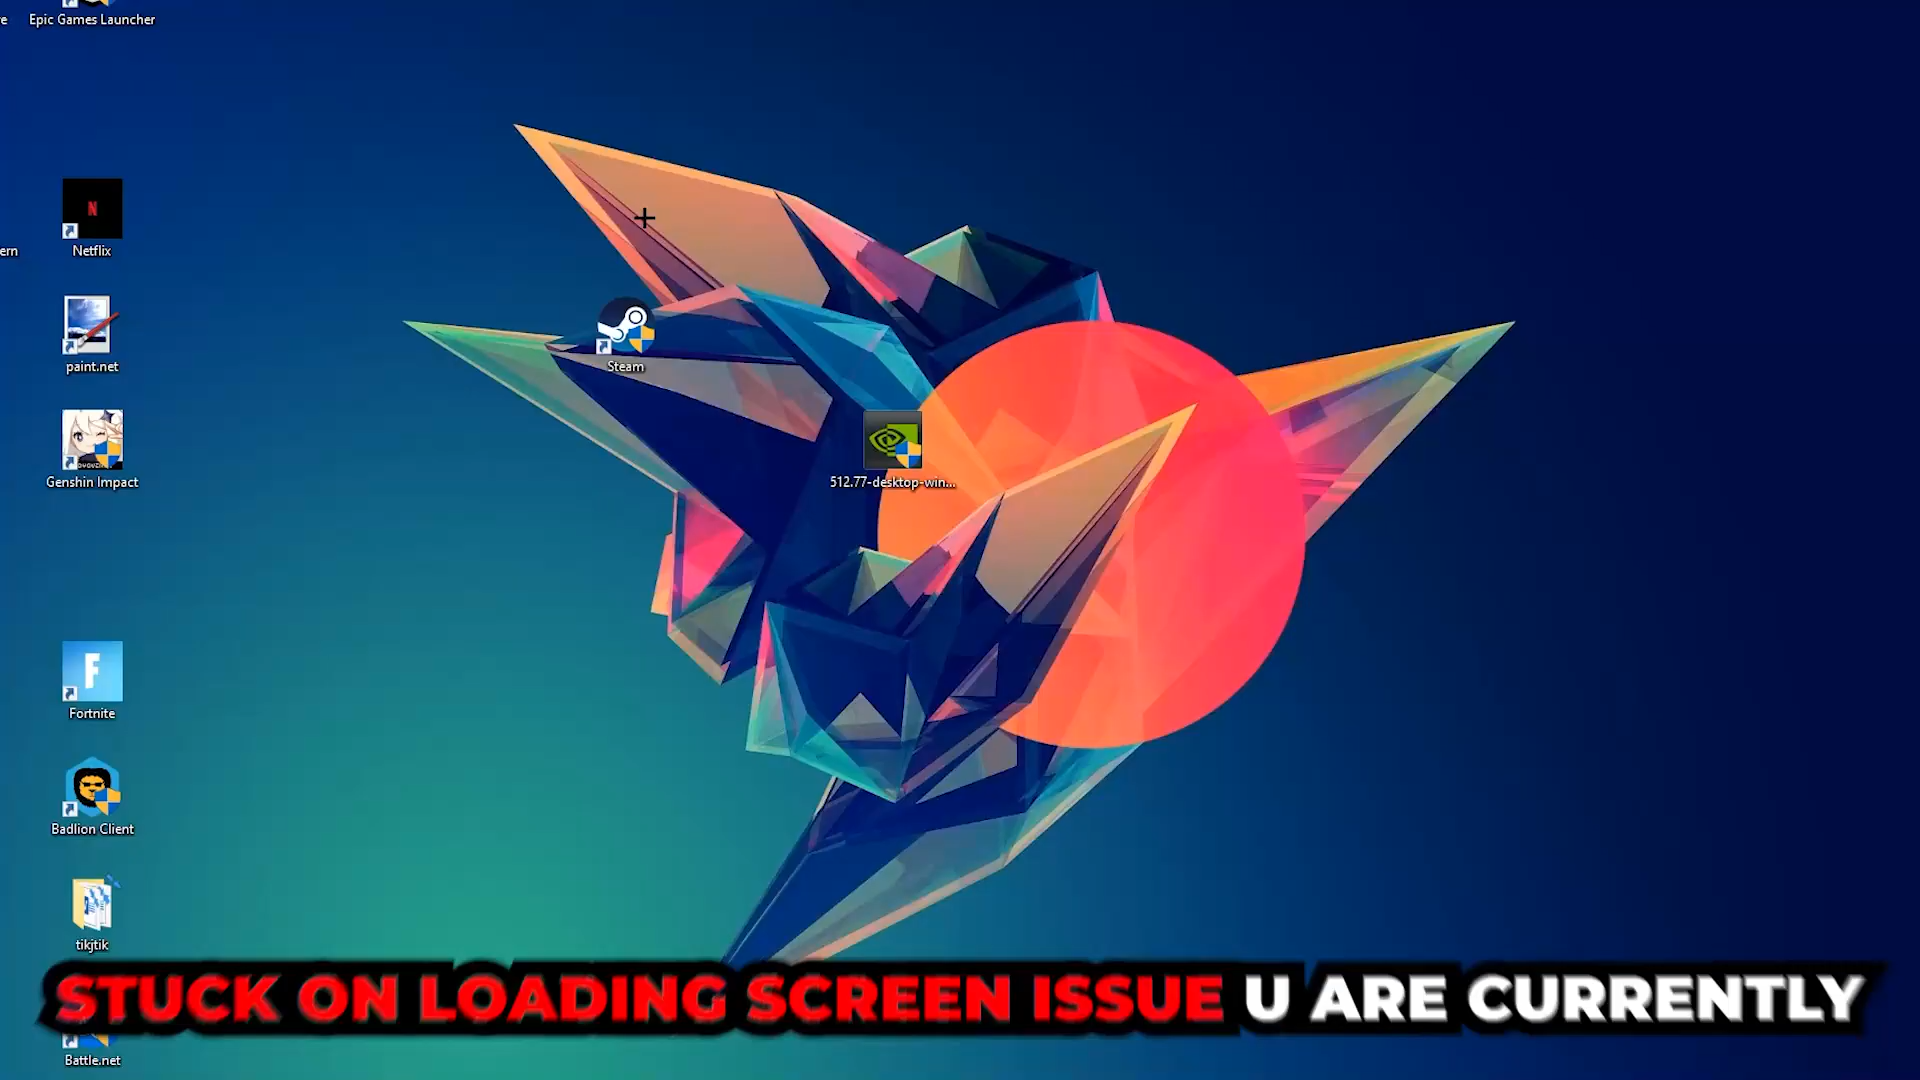 Epic Games Launcher
Netflix
ern
paint.net
Steam
Genshin Impact
512.77-desktop-win...
F
Fortnite
Badlion Client
tikjtik
STUCK ON LOADING SCREEN ISSUE U ARE CURRENTLY
Battle.net